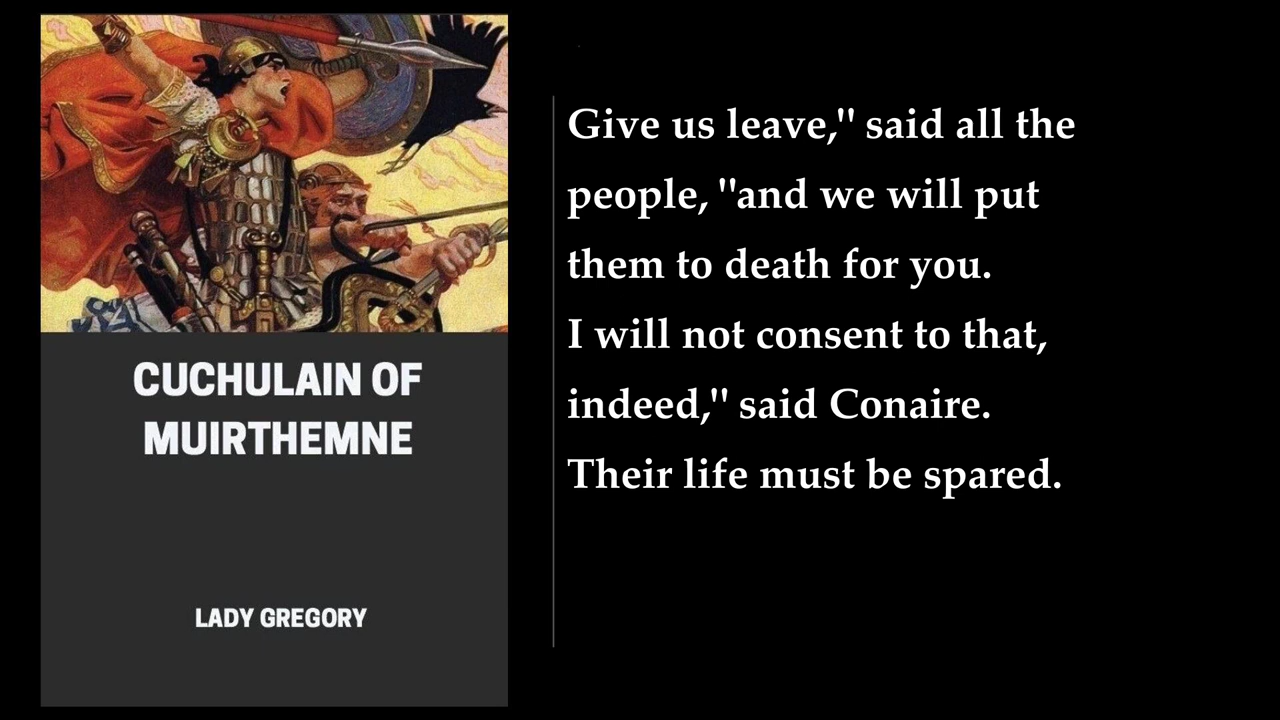 CUCHULAIN OF
MUIRTHEMNE
LADY GREGORY
Give us leave," said all the
people, "and we will put
them to death for you.
I will not consent to that,
indeed," said Conaire.
Their life must be spared.